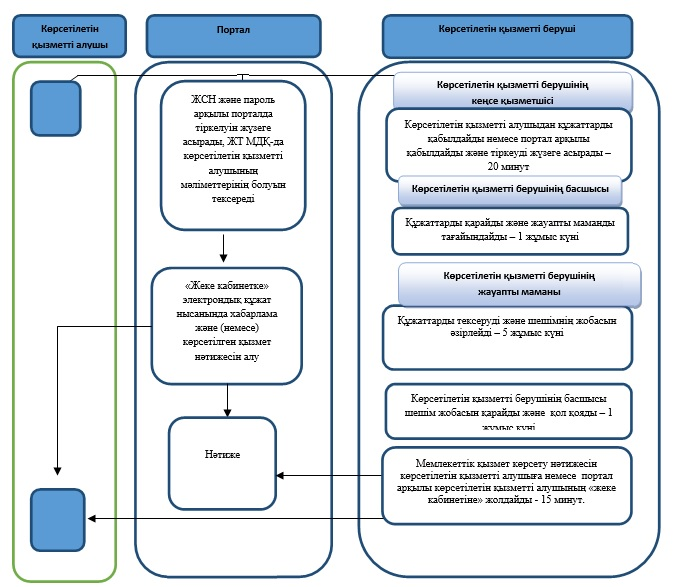 Көрсетілетін
қызметті алушы
Портал
Көрсетілетін қызметті беруші
ЖСН және пароль
арқылы порталда
тіркелуін жүзеге
асырады, ЖТ МДҚ-да
көрсетілетін қызметті
алушының
мәліметтерінің болуын
тексереді
«Жеке кабинетке»
электрондық құжат
нысанында хабарлама
және (немесе)
көрсетілген қызмет
нәтижесін алу
Нәтиже
Көрсетілетін қызметті берушінің
кеңсе қызметшісі
Көрсетілетін қызметті алушыдан құжаттарды
қабылдайды немесе портал арқылы
қабылдайды және тіркеуді жүзеге асырады –
20 минут
Көрсетілетін қызметті берушінің басшысы
Құжаттарды қарайды және жауапты маманды
тағайындайды – 1 жұмыс күні
Көрсетілетін қызметті берушінің
жауапты маманы
Құжаттарды тексеруді және шешімнің жобасын
әзірлейді – 5 жұмыс күні
Көрсетілетін қызметті берушінің басшысы
шешім жобасын қарайды және қол қояды – 1
жұмыс күні
Мемлекеттік қызмет көрсету нәтижесін
көрсетілетін қызметті алушыға немесе портал
арқылы көрсетілетін қызметті алушының «жеке
кабинетіне» жолдайды - 15 минут.